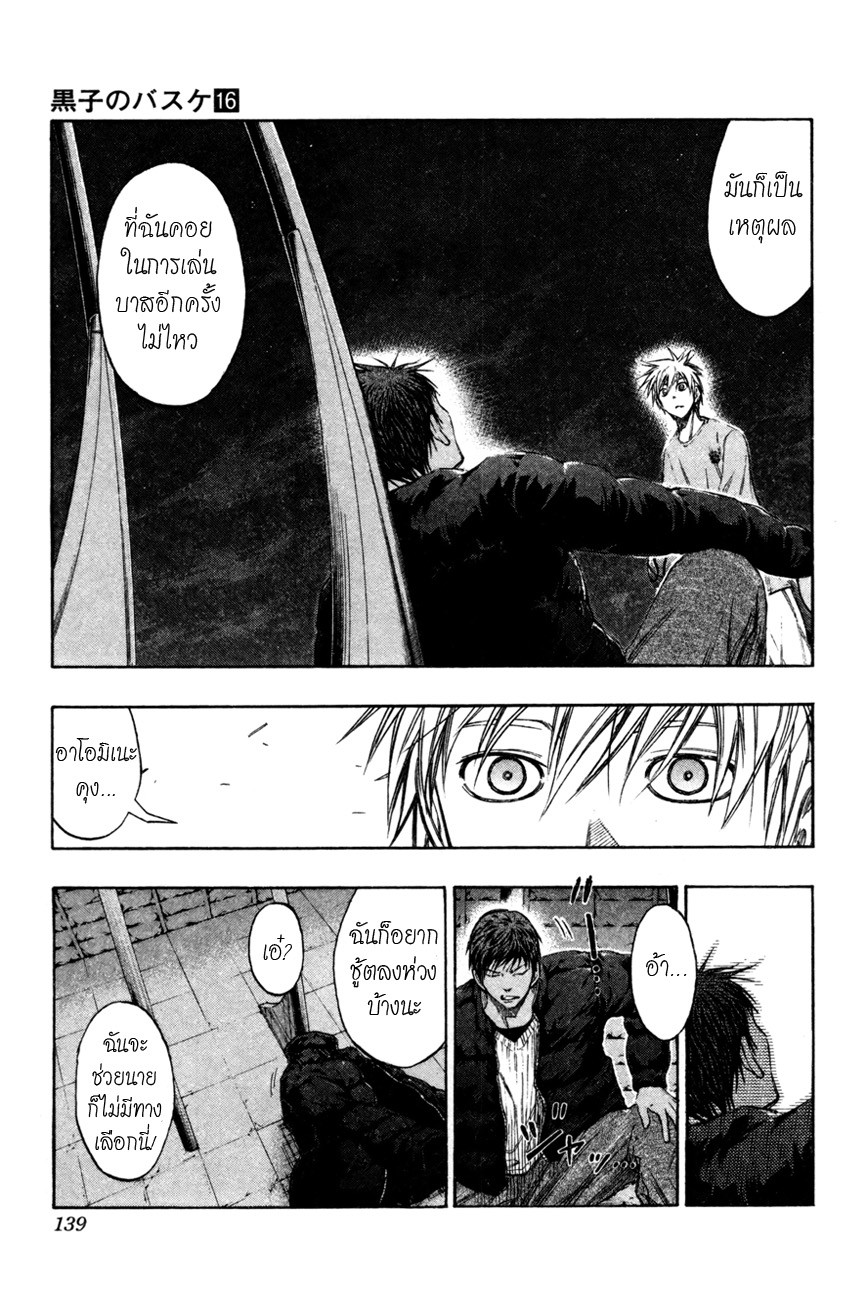 黒子のバスケ16
มันก็เป็น
เหตุผล
ที่ฉันคอย
ในการเล่น
บาสอีกครั้ง
ไม่ไหว
อาโอมิเนะ
คุง...
อ้า...
ニャッ...
ฉันก็อยาก
ชู้ตลงห่วง
บ้างนะ
เอ๋?
ฉันจะ
ช่วยนาย
ก็ไม่มีทาง
เลือกนี่!
139